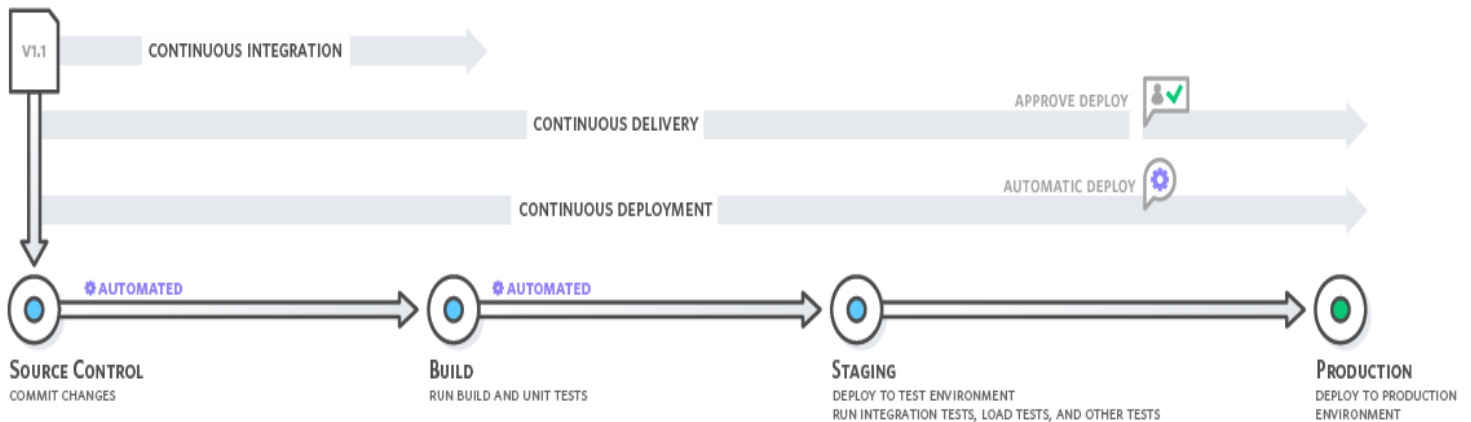 V1.1
CONTINUOUS INTEGRATION
APPROVE DEPLOY
CONTINUOUS DELIVERY
AUTOMATIC DEPLOY
CONTINUOUS DEPLOYMENT
AUTOMATED
AUTOMATED
SOURCE CONTROL
COMMIT CHANGES
BUILD
RUN BUILD AND UNIT TESTS
STAGING
DEPLOY TO TEST ENVIRONMENT
RUN INTEGRATION TESTS, LOAD TESTS, AND OTHER TESTS
PRODUCTION
DEPLOY TO PRODUCTION
ENVIRONMENT